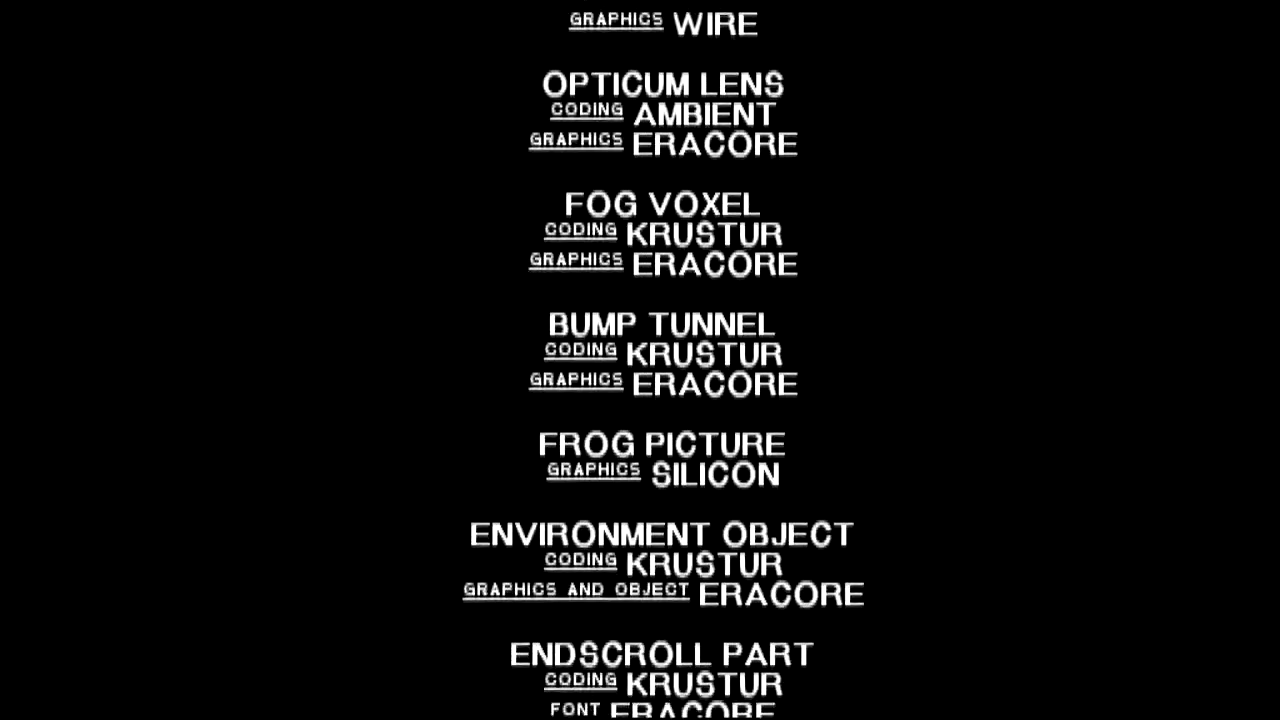 GRAPHICS WIRE
OPTICUM LENS
CODING AMBIENT
GRAPHICS ERACORE
FOG VOXEL
CODING KRUSTUR
GRAPHICS ERACORE
BUMP TUNNEL
CODING KRUSTUR
GRAPHICS ERACORE
FROG PICTURE
GRAPHICS SILICON
ENVIRONMENT OBJECT
CODING KRUSTUR
GRAPHICS AND OBJECT ERACORE
ENDSCROLL PART
CODING KRUSTUR
FONT ERACORE